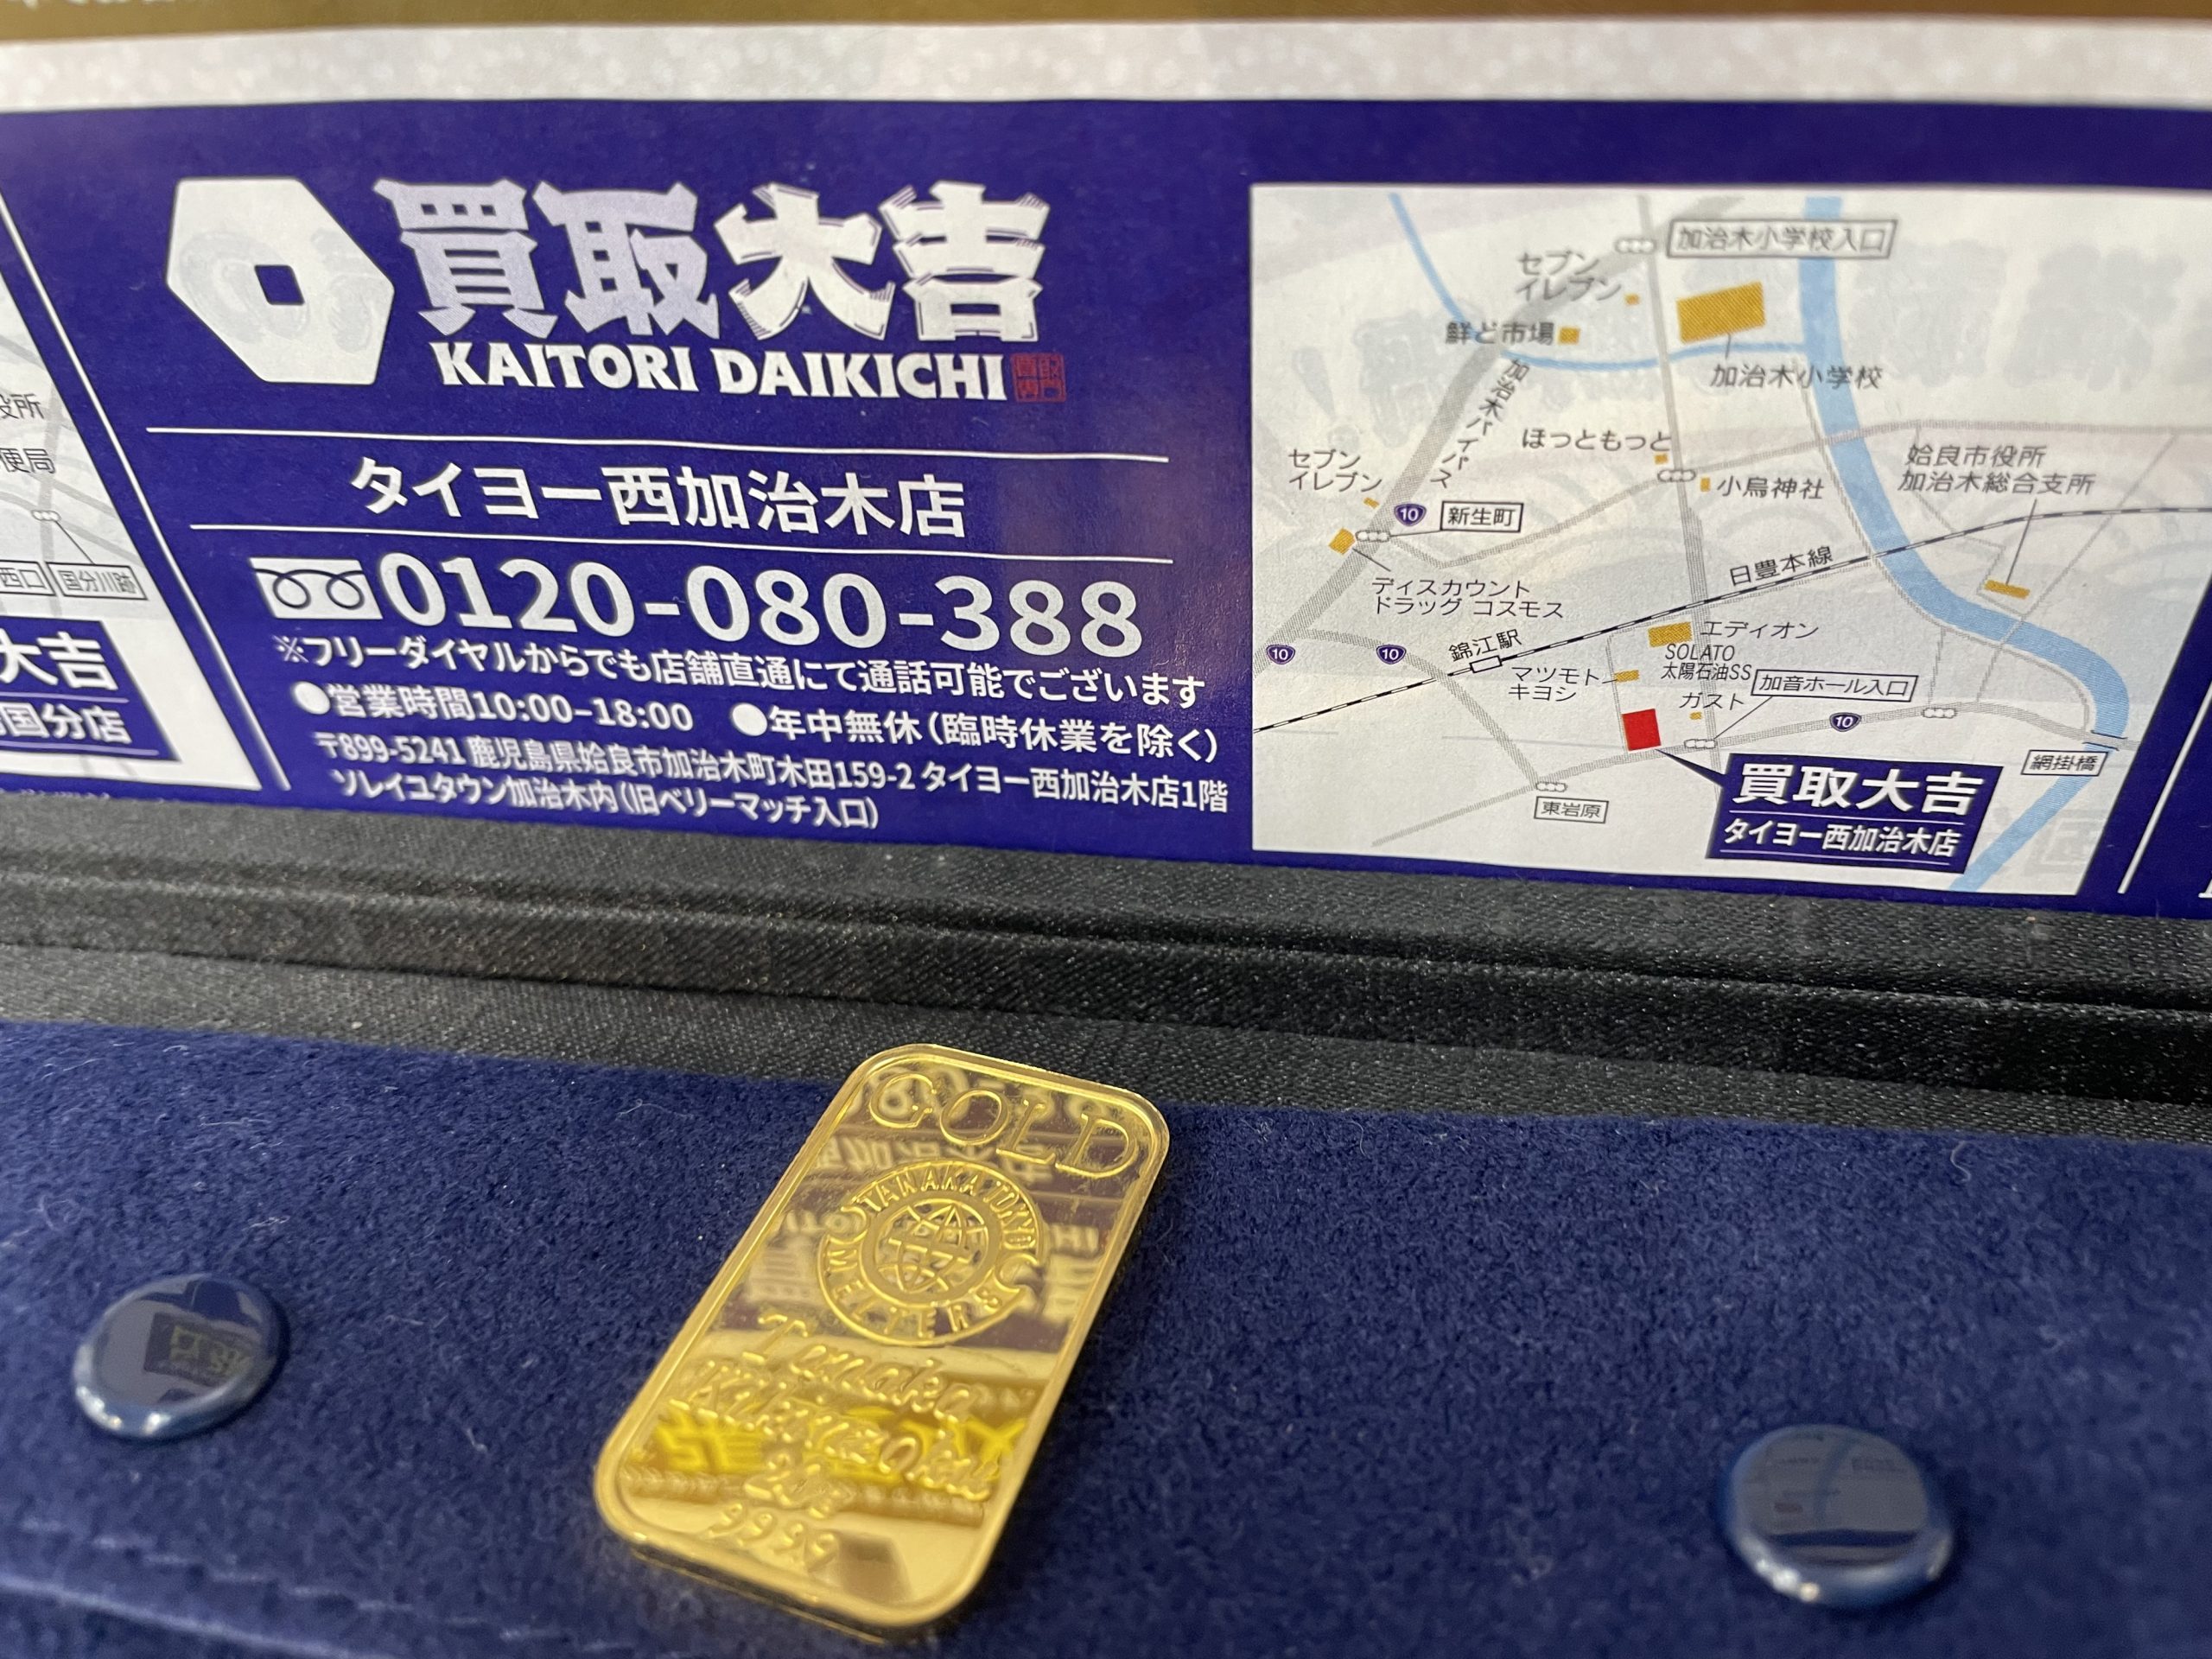 買取大吉
KAITORI DAIKICHI
タイヨー西加治木店
0120-080-388
※フリーダイヤルからでも店舗直通にて通話可能でございます
●営業時間10:00–18:00 ●年中無休（臨時休業を除く）
〒899-5241 鹿児島県姶良市加治木町木田159-2 タイヨー西加治木店1階
ソレイユタウン加治木内（旧ベリーマッチ入口）
役所
便局
西口
国分川跡
大吉
国分店
加治木小学校入口
セブン
イレブン
鮮ど市場
加治木小学校
加治木バイパス
ほっともっと
セブン
イレブン
小鳥神社
姶良市役所
加治木総合支所
10
新生町
ディスカウント
ドラッグ コスモス
日豊本線
10
10
錦江駅
エディオン
SOLATO
太陽石油SS
マツモト
キヨシ
ガスト
加音ホール入口
10
網掛橋
東岩原
買取大吉
タイヨー西加治木店
GOLD
TANAKA TOKYO
MELTERS
Tanaka
Kikinzoku
20g
9999